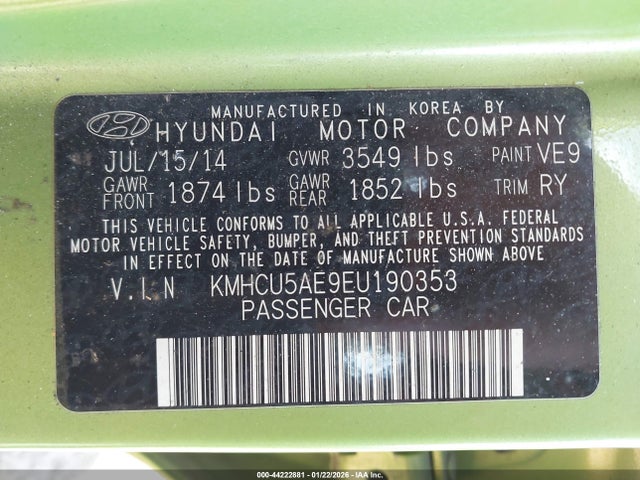 MANUFACTURED IN KOREA BY
HYUNDAI MOTOR COMPANY
JUL/15/14 GVWR 3549 lbs PAINT VE9
GAWR FRONT 1874 lbs GAWR REAR 1852 lbs TRIM RY
THIS VEHICLE CONFORMS TO ALL APPLICABLE U.S.A. FEDERAL
MOTOR VEHICLE SAFETY, BUMPER, AND THEFT PREVENTION
STANDARDS IN EFFECT ON THE DATE OF MANUFACTURE SHOWN ABOVE
V.I.N KMHCU5AE9EU190353
PASSENGER CAR
000-44222881 - 01/22/2026 - IAAI.COM